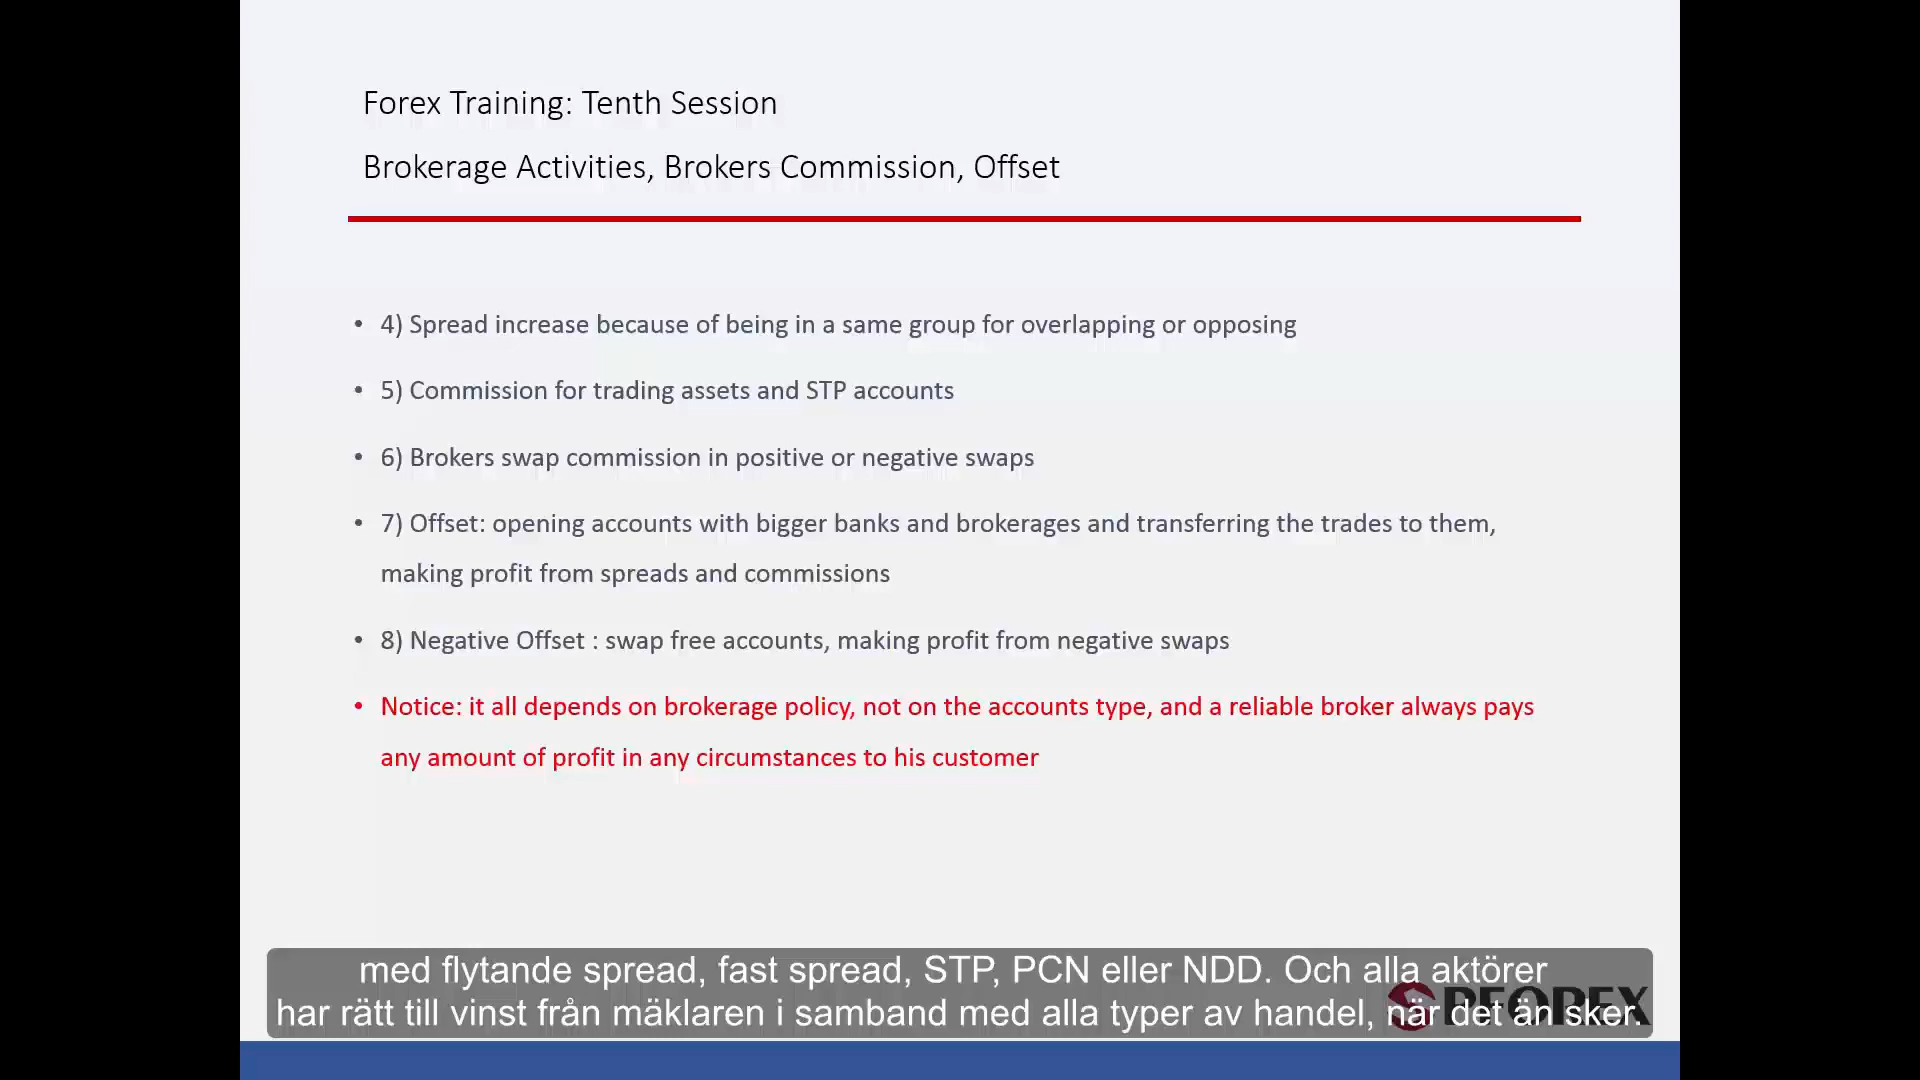 Forex Training: Tenth Session
Brokerage Activities, Brokers Commission, Offset
• 4) Spread increase because of being in a same group for overlapping or opposing
• 5) Commission for trading assets and STP accounts
• 6) Brokers swap commission in positive or negative swaps
• 7) Offset: opening accounts with bigger banks and brokerages and transferring the trades to them,
making profit from spreads and commissions
• 8) Negative Offset : swap free accounts, making profit from negative swaps
• Notice: it all depends on brokerage policy, not on the accounts type, and a reliable broker always pays
any amount of profit in any circumstances to his customer
med flytande spread, fast spread, STP, PCN eller NDD. Och alla aktörer
har rätt till vinst från mäklaren i samband med alla typer av handel, när det än sker.